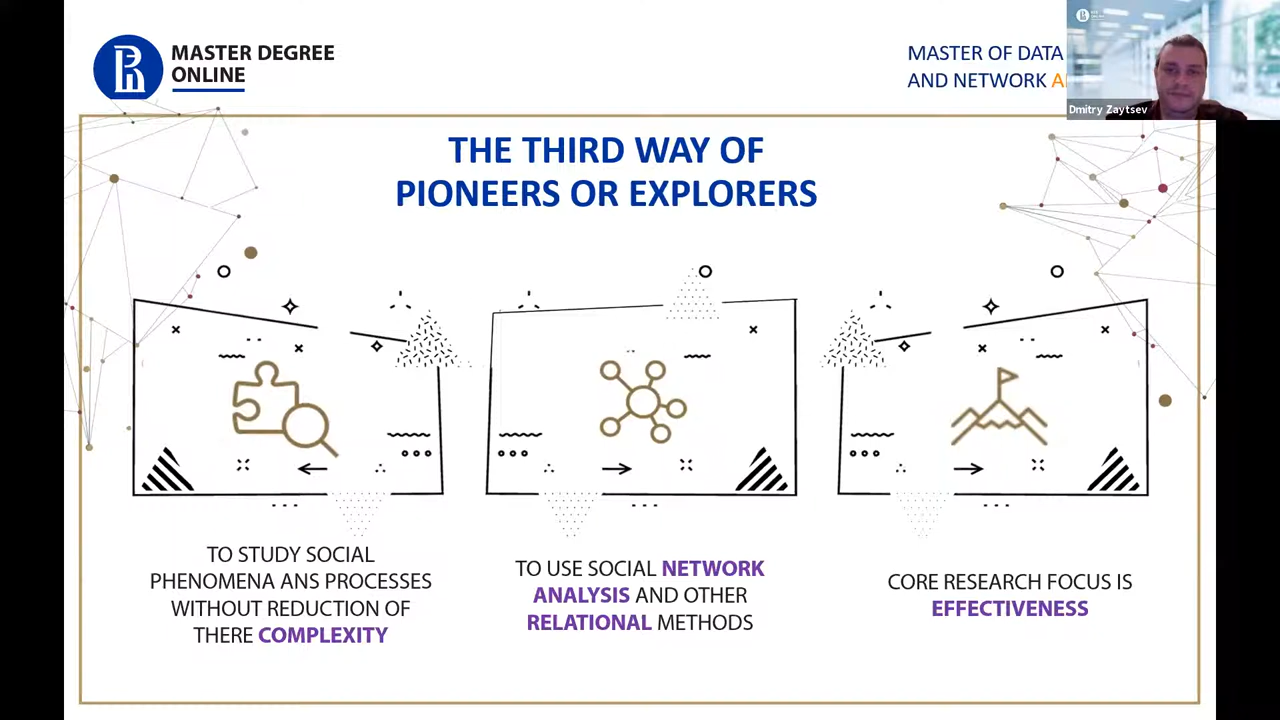 MASTER DEGREE
ONLINE
MASTER OF DATA
AND NETWORK
Dmitry Zaytsev
THE THIRD WAY OF
PIONEERS OR EXPLORERS
TO STUDY SOCIAL
PHENOMENA ANS PROCESSES
WITHOUT REDUCTION OF
THERE COMPLEXITY
TO USE SOCIAL NETWORK
ANALYSIS AND OTHER
RELATIONAL METHODS
CORE RESEARCH FOCUS IS
EFFECTIVENESS